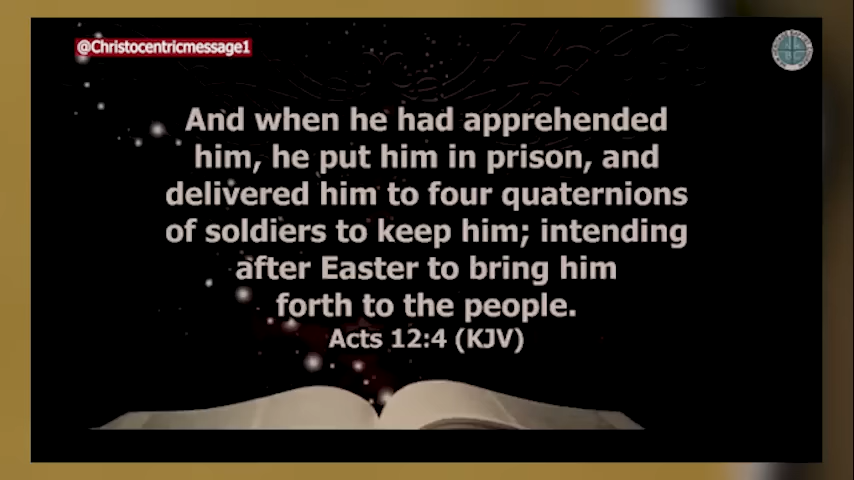 @Christocentricmessage1
And when he had apprehended
him, he put him in prison, and
delivered him to four quaternions
of soldiers to keep him; intending
after Easter to bring him
forth to the people.
Acts 12:4 (KJV)